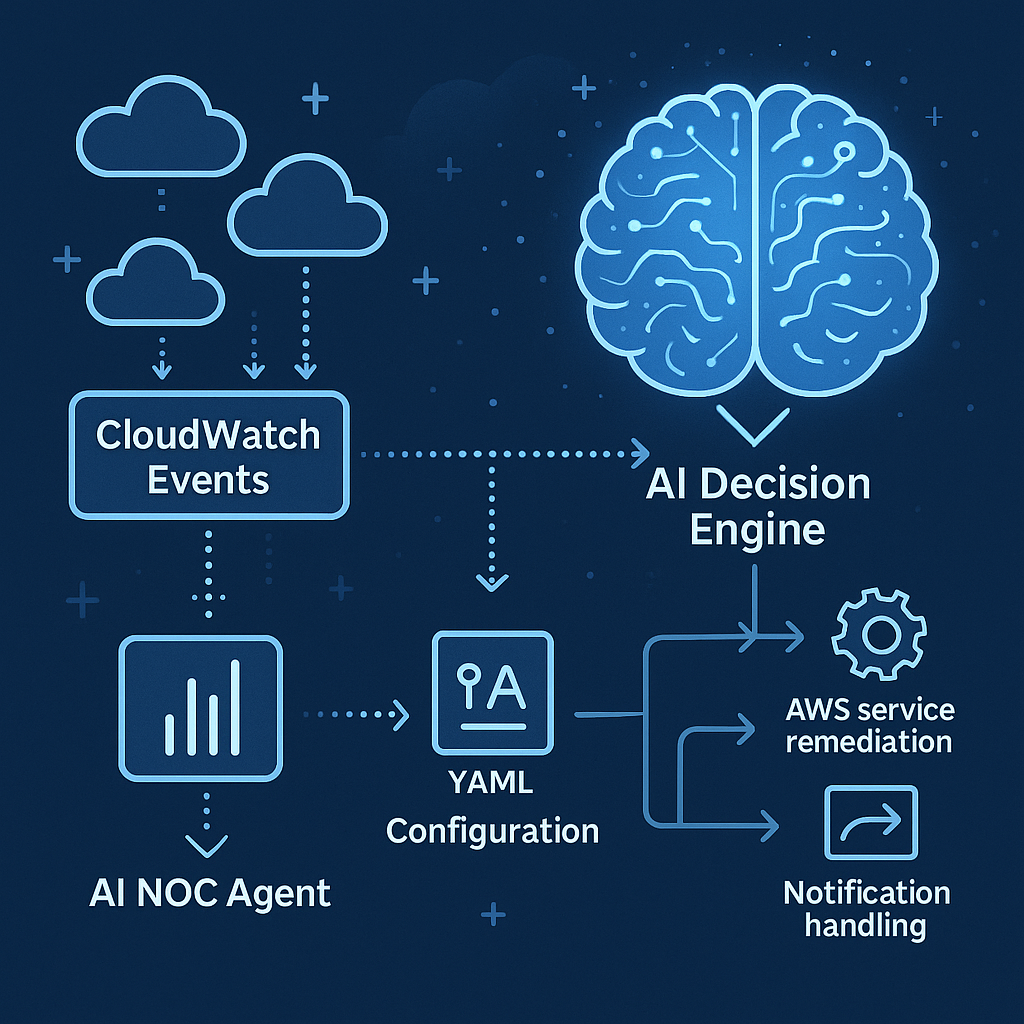 CloudWatch
Events
AI Decision
Engine
A
YAML
Configuration
AWS service
remediation
AI NOC Agent
Notification
handling